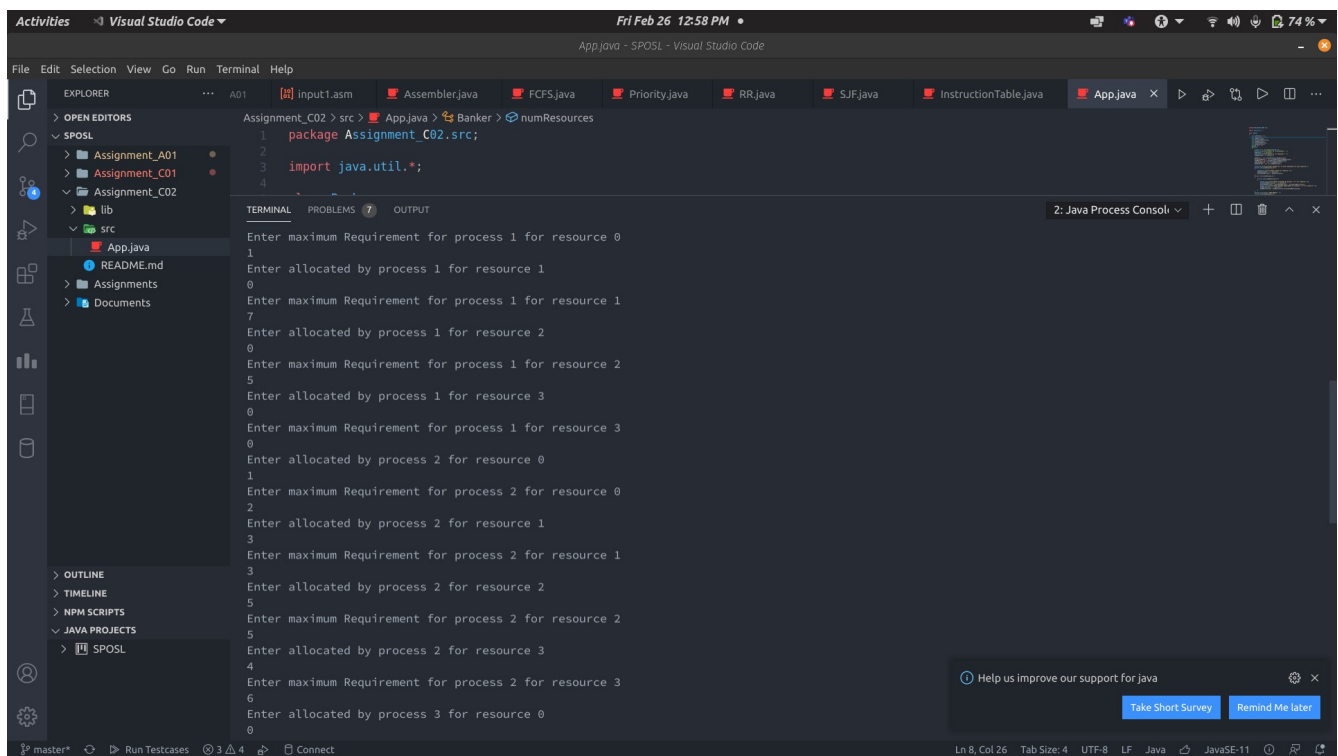 Activities Visual Studio Code Fri Feb 26 12:58 PM 74 %
App.java - SPOSL - Visual Studio Code
File Edit Selection View Go Run Terminal Help
EXPLORER ... A01 input1.asm Assembler.java FCFS.java Priority.java RR.java SJF.java InstructionTable.java App.java
OPEN EDITORS
SPOSL
Assignment_A01
Assignment_C01
Assignment_C02
lib
src
App.java
README.md
Assignments
Documents
OUTLINE
TIMELINE
NPM SCRIPTS
JAVA PROJECTS
SPOSL
4
Assignment_C02 > src > App.java > Banker > numResources
1 package Assignment_C02.src;
2
3 import java.util.*;
4
TERMINAL PROBLEMS 7 OUTPUT 2: Java Process Consol
Enter maximum Requirement for process 1 for resource 0
1
Enter allocated by process 1 for resource 1
0
Enter maximum Requirement for process 1 for resource 1
7
Enter allocated by process 1 for resource 2
0
Enter maximum Requirement for process 1 for resource 2
5
Enter allocated by process 1 for resource 3
0
Enter maximum Requirement for process 1 for resource 3
0
Enter allocated by process 2 for resource 0
1
Enter maximum Requirement for process 2 for resource 0
2
Enter allocated by process 2 for resource 1
3
Enter maximum Requirement for process 2 for resource 1
3
Enter allocated by process 2 for resource 2
5
Enter maximum Requirement for process 2 for resource 2
5
Enter allocated by process 2 for resource 3
4
Enter maximum Requirement for process 2 for resource 3
6
Enter allocated by process 3 for resource 0
0
Help us improve our support for java
Take Short Survey Remind Me later
master* Run Testcases 3 4 Connect Ln 8, Col 26 Tab Size: 4 UTF-8 LF Java JavaSE-11